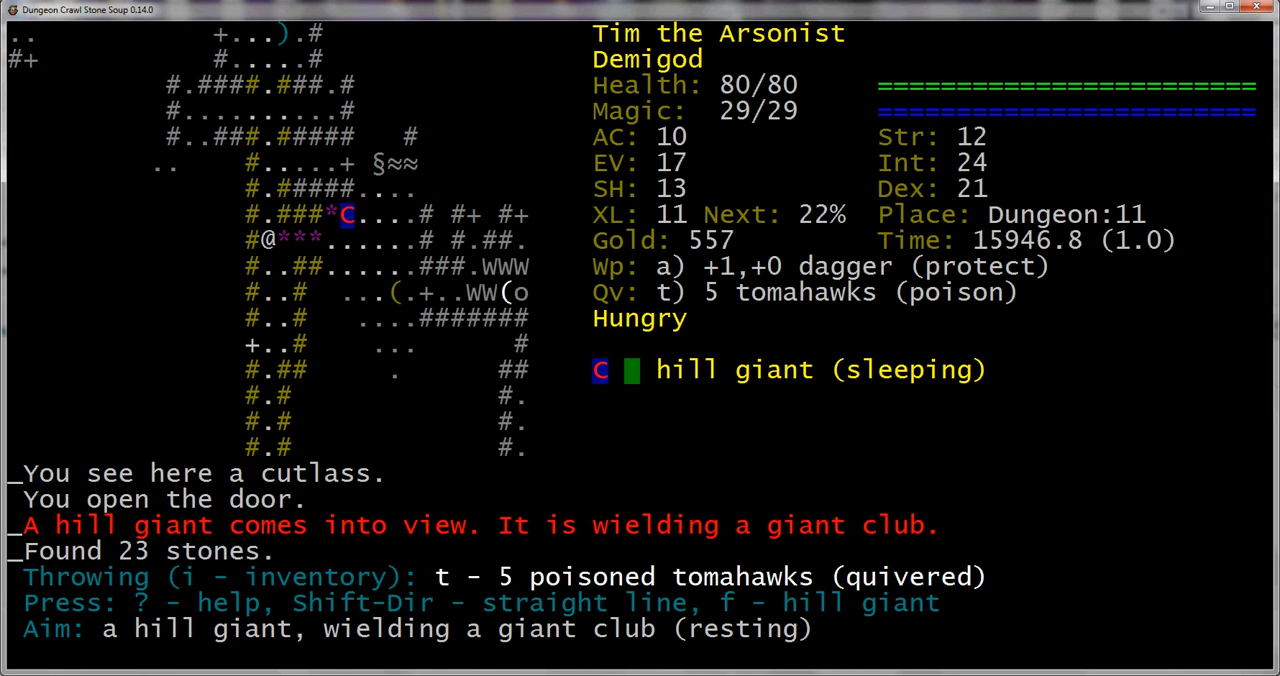 Dungeon Crawl Stone Soup 0.14.0
.. +...).# Tim the Arsonist
#+ #.....# Demigod
#.####.###.# Health: 80/80 ========================
#..........# Magic: 29/29 ========================
#..###.##### # AC: 10 Str: 12
.. #.....+ §≈≈ EV: 17 Int: 24
#.#####.... SH: 13 Dex: 21
#.###*C....# #+ #+ XL: 11 Next: 22% Place: Dungeon:11
#@***......# #.##. Gold: 557 Time: 15946.8 (1.0)
#..##......###.WWW Wp: a) +1,+0 dagger (protect)
#..# ...(.+..WW(o Qv: t) 5 tomahawks (poison)
#..# ....####### Hungry
+..# ... #
#.## . ## C hill giant (sleeping)
#.# #.
#.# #.
#.# #.
_You see here a cutlass.
You open the door.
_A hill giant comes into view. It is wielding a giant club.
_Found 23 stones.
Throwing (i - inventory): t - 5 poisoned tomahawks (quivered)
Press: ? - help, Shift-Dir - straight line, f - hill giant
Aim: a hill giant, wielding a giant club (resting)